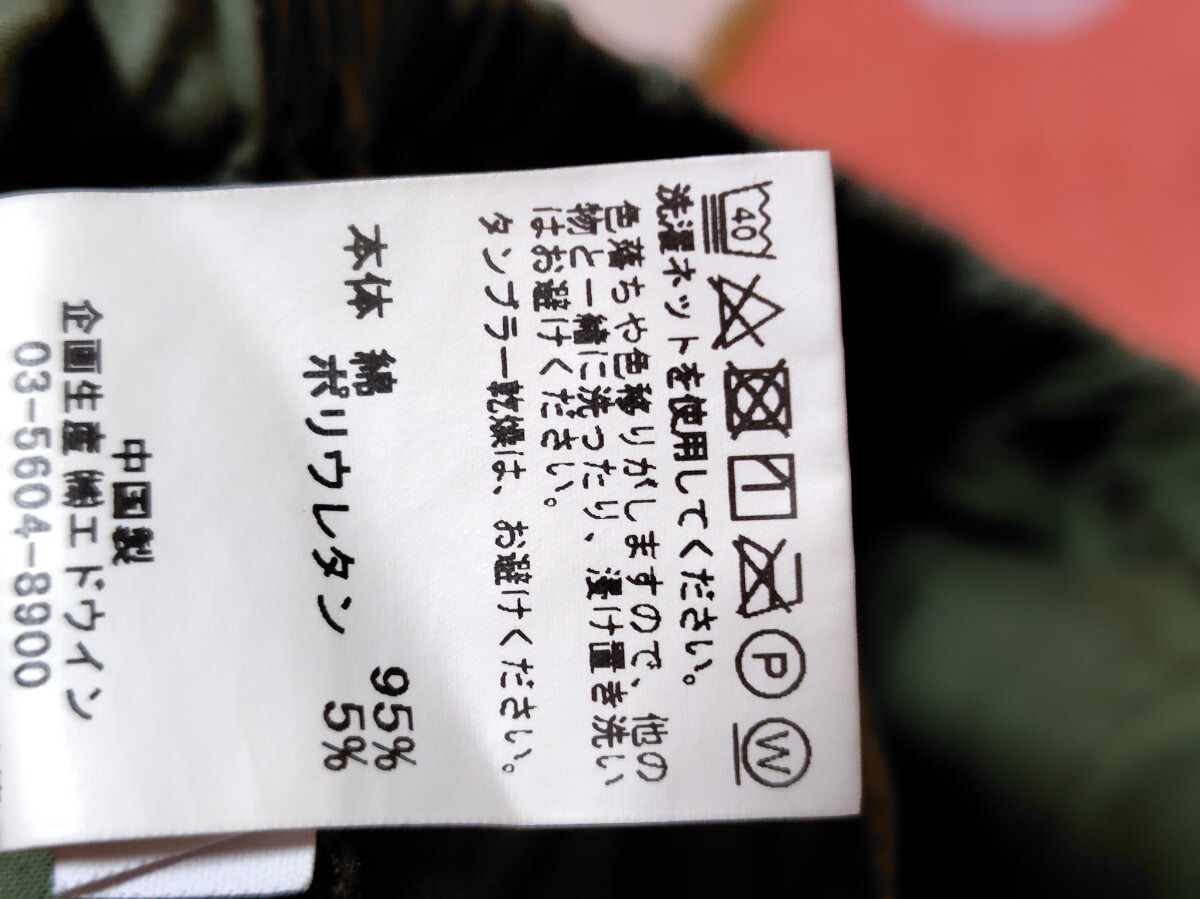 40 P W
洗濯ネットを使用してください。
色落ちや色移りがしますので、他の
物と一緒に洗ったり、浸け置き洗い
はお避けください。
タンブラー乾燥は、お避けください。
本体 綿 95%
ポリウレタン 5%
中国製
企画生産 ㈱エドウイン
03-5604-8900